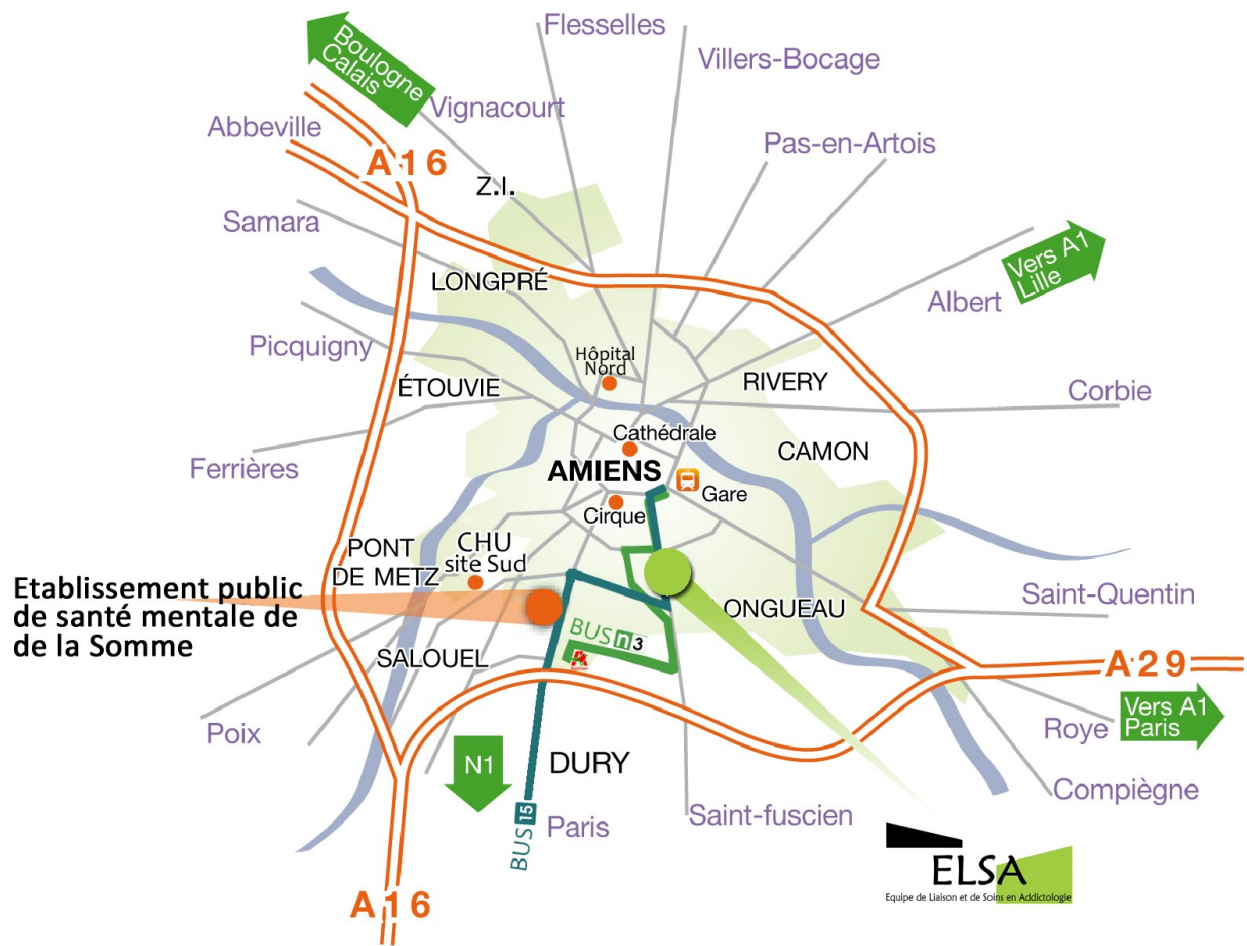 Flesselles
Boulogne
Calais
Villers-Bocage
Vignacourt
Abbeville
Pas-en-Artois
A16
Z.I.
Samara
Vers A1
Lille
LONGPRÉ
Albert
Picquigny
Hôpital
Nord
ÉTOUVIE
RIVERY
Corbie
Cathédrale
CAMON
Ferrières
AMIENS
Gare
Cirque
PONT
DE METZ
CHU
site Sud
Etablissement public
de santé mentale de
de la Somme
Saint-Quentin
ONGUEAU
BUS n3
Auchan
SALOUEL
A29
Vers A1
Paris
Roye
Poix
N1
DURY
Compiègne
BUS 15
Paris
Saint-fuscien
ELSA
Equipe de Liaison et de Soins en Addictologie
A16